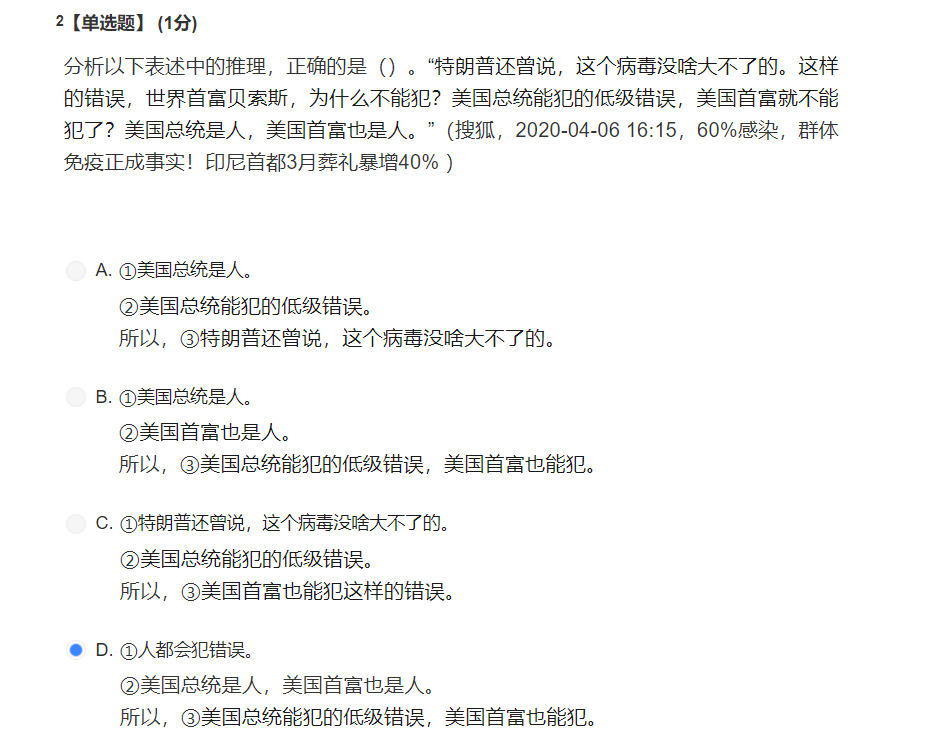 2【单选题】 (1分)
分析以下表述中的推理，正确的是（）。“特朗普还曾说，这个病毒没啥大不了的。这样
的错误，世界首富贝索斯，为什么不能犯？美国总统能犯的低级错误，美国首富就不能
犯了？美国总统是人，美国首富也是人。”（搜狐，2020-04-06 16:15，60%感染，群体
免疫正成事实！印尼首都3月葬礼暴增40% ）
A. ①美国总统是人。
②美国总统能犯的低级错误。
所以，③特朗普还曾说，这个病毒没啥大不了的。
B. ①美国总统是人。
②美国首富也是人。
所以，③美国总统能犯的低级错误，美国首富也能犯。
C. ①特朗普还曾说，这个病毒没啥大不了的。
②美国总统能犯的低级错误。
所以，③美国首富也能犯这样的错误。
D. ①人都会犯错误。
②美国总统是人，美国首富也是人。
所以，③美国总统能犯的低级错误，美国首富也能犯。